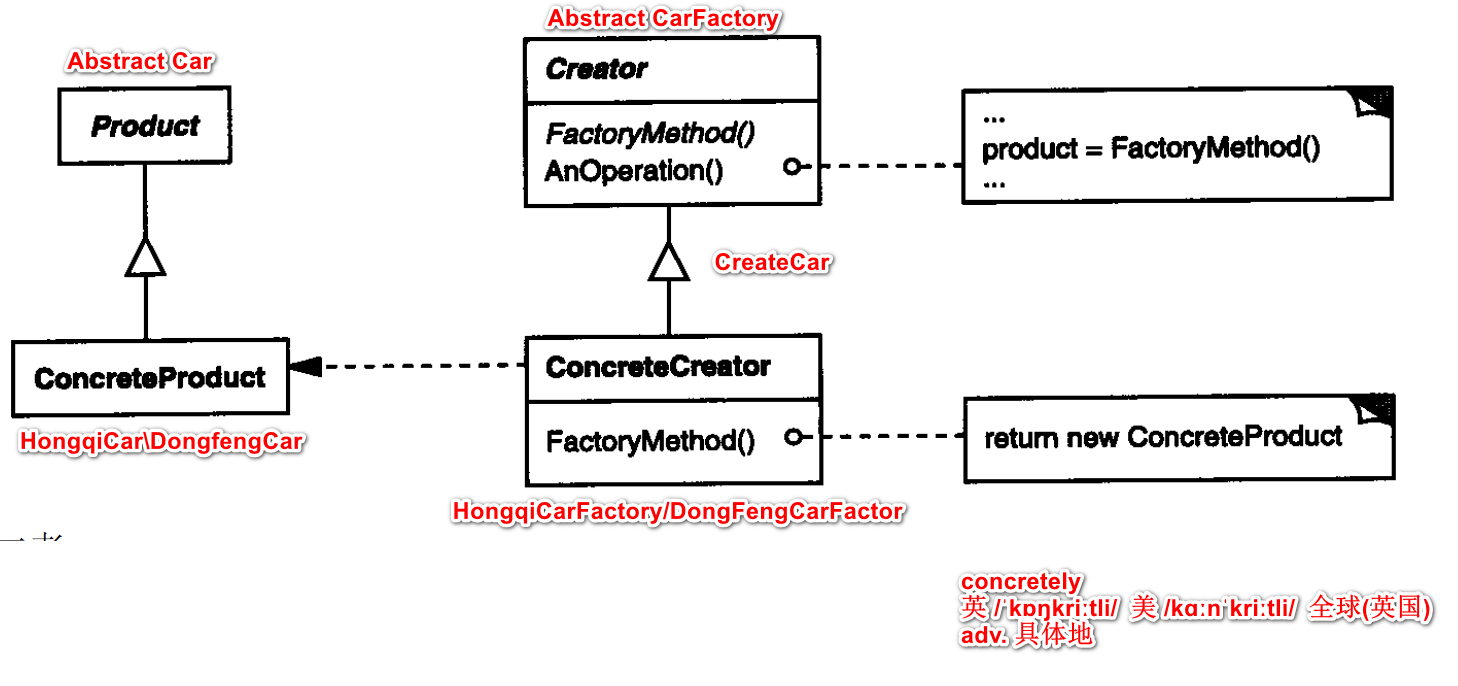 Abstract CarFactory
Abstract Car
Creator
Product
FactoryMethod()
AnOperation()
...
product = FactoryMethod()
...
CreateCar
ConcreteProduct
HongqiCar\DongfengCar
ConcreteCreator
FactoryMethod()
return new ConcreteProduct
HongqiCarFactory/DongFengCarFactor
concretely
英 /ˈkɒŋkriːtli/ 美 /kɑːnˈkriːtli/ 全球(英国)
adv. 具体地